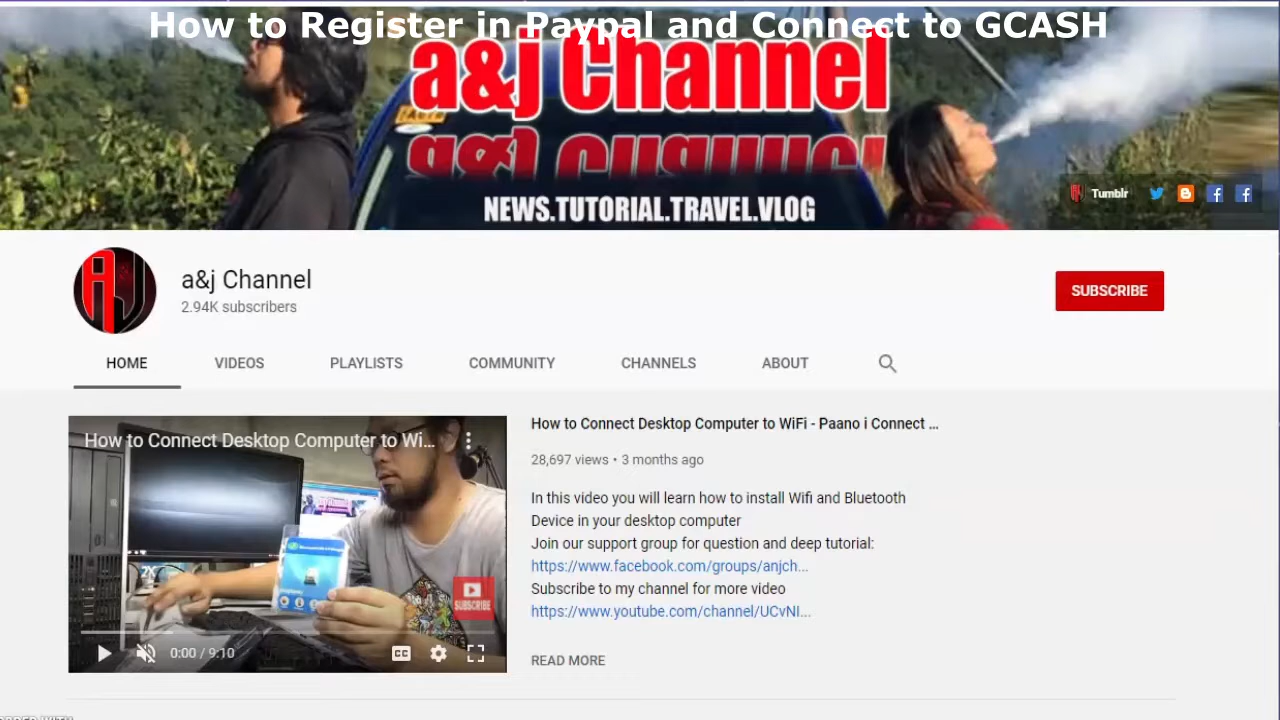 How to Register in Paypal and Connect to GCASH
a&j Channel
NEWS.TUTORIAL.TRAVEL.VLOG
Tumblr
a&j Channel
2.94K subscribers
SUBSCRIBE
HOME VIDEOS PLAYLISTS COMMUNITY CHANNELS ABOUT
How to Connect Desktop Computer to Wi...
SUBSCRIBE
0:00 / 9:10
How to Connect Desktop Computer to WiFi - Paano i Connect ...
28,697 views • 3 months ago
In this video you will learn how to install Wifi and Bluetooth
Device in your desktop computer
Join our support group for question and deep tutorial:
https://www.facebook.com/groups/anjch...
Subscribe to my channel for more video
https://www.youtube.com/channel/UCvNI...
READ MORE